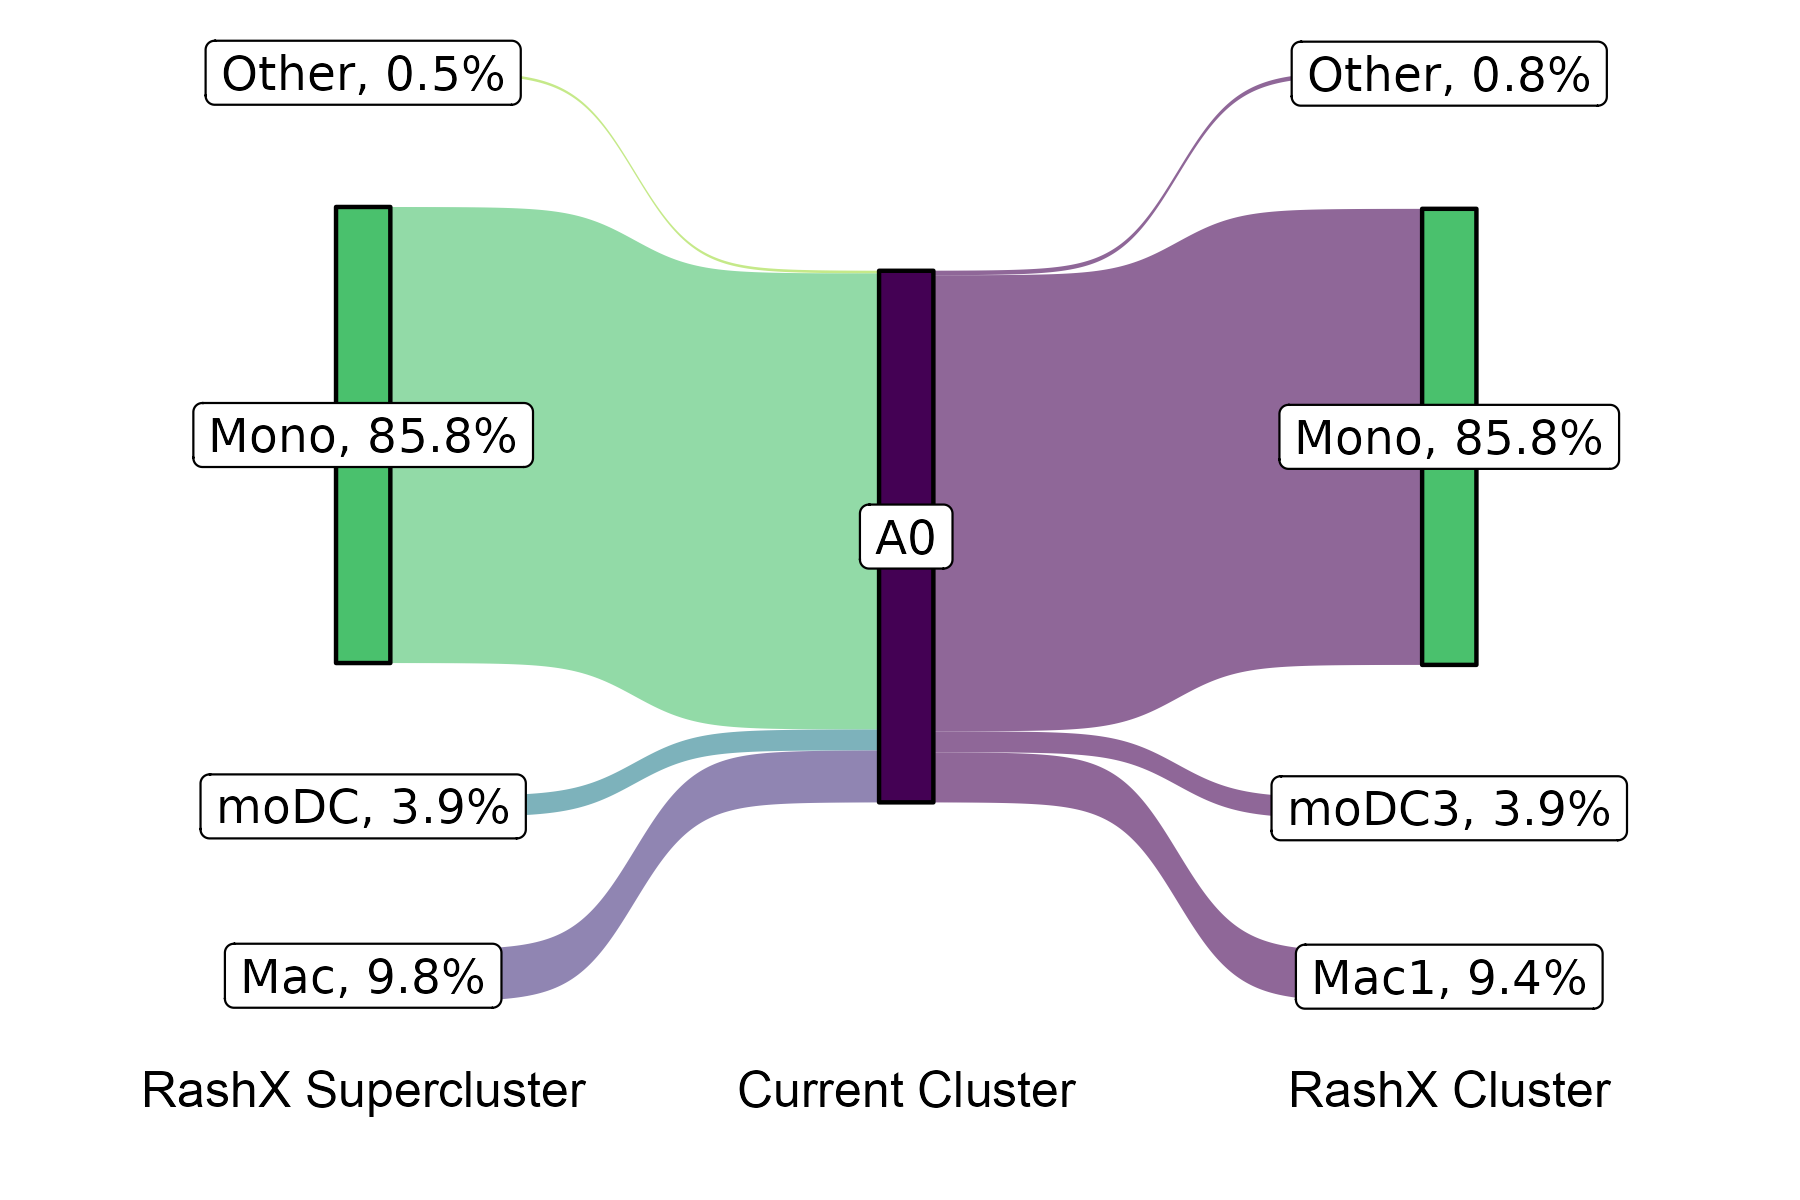 Other, 0.5%
Other, 0.8%
Mono, 85.8%
Mono, 85.8%
A0
moDC, 3.9%
moDC3, 3.9%
Mac, 9.8%
Mac1, 9.4%
RashX Supercluster
Current Cluster
RashX Cluster